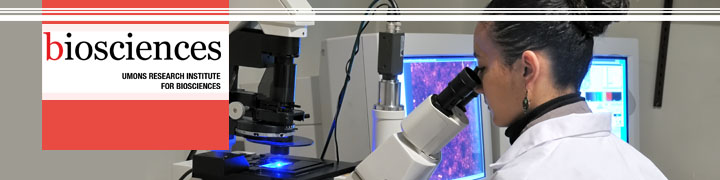 biosciences
UMONS RESEARCH INSTITUTE
FOR BIOSCIENCES